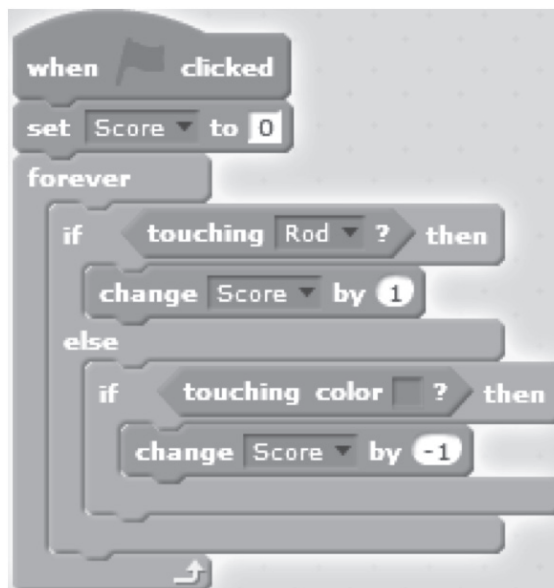 when clicked
set Score to 0
forever
if touching Rod ? then
change Score by 1
else
if touching color ? then
change Score by -1